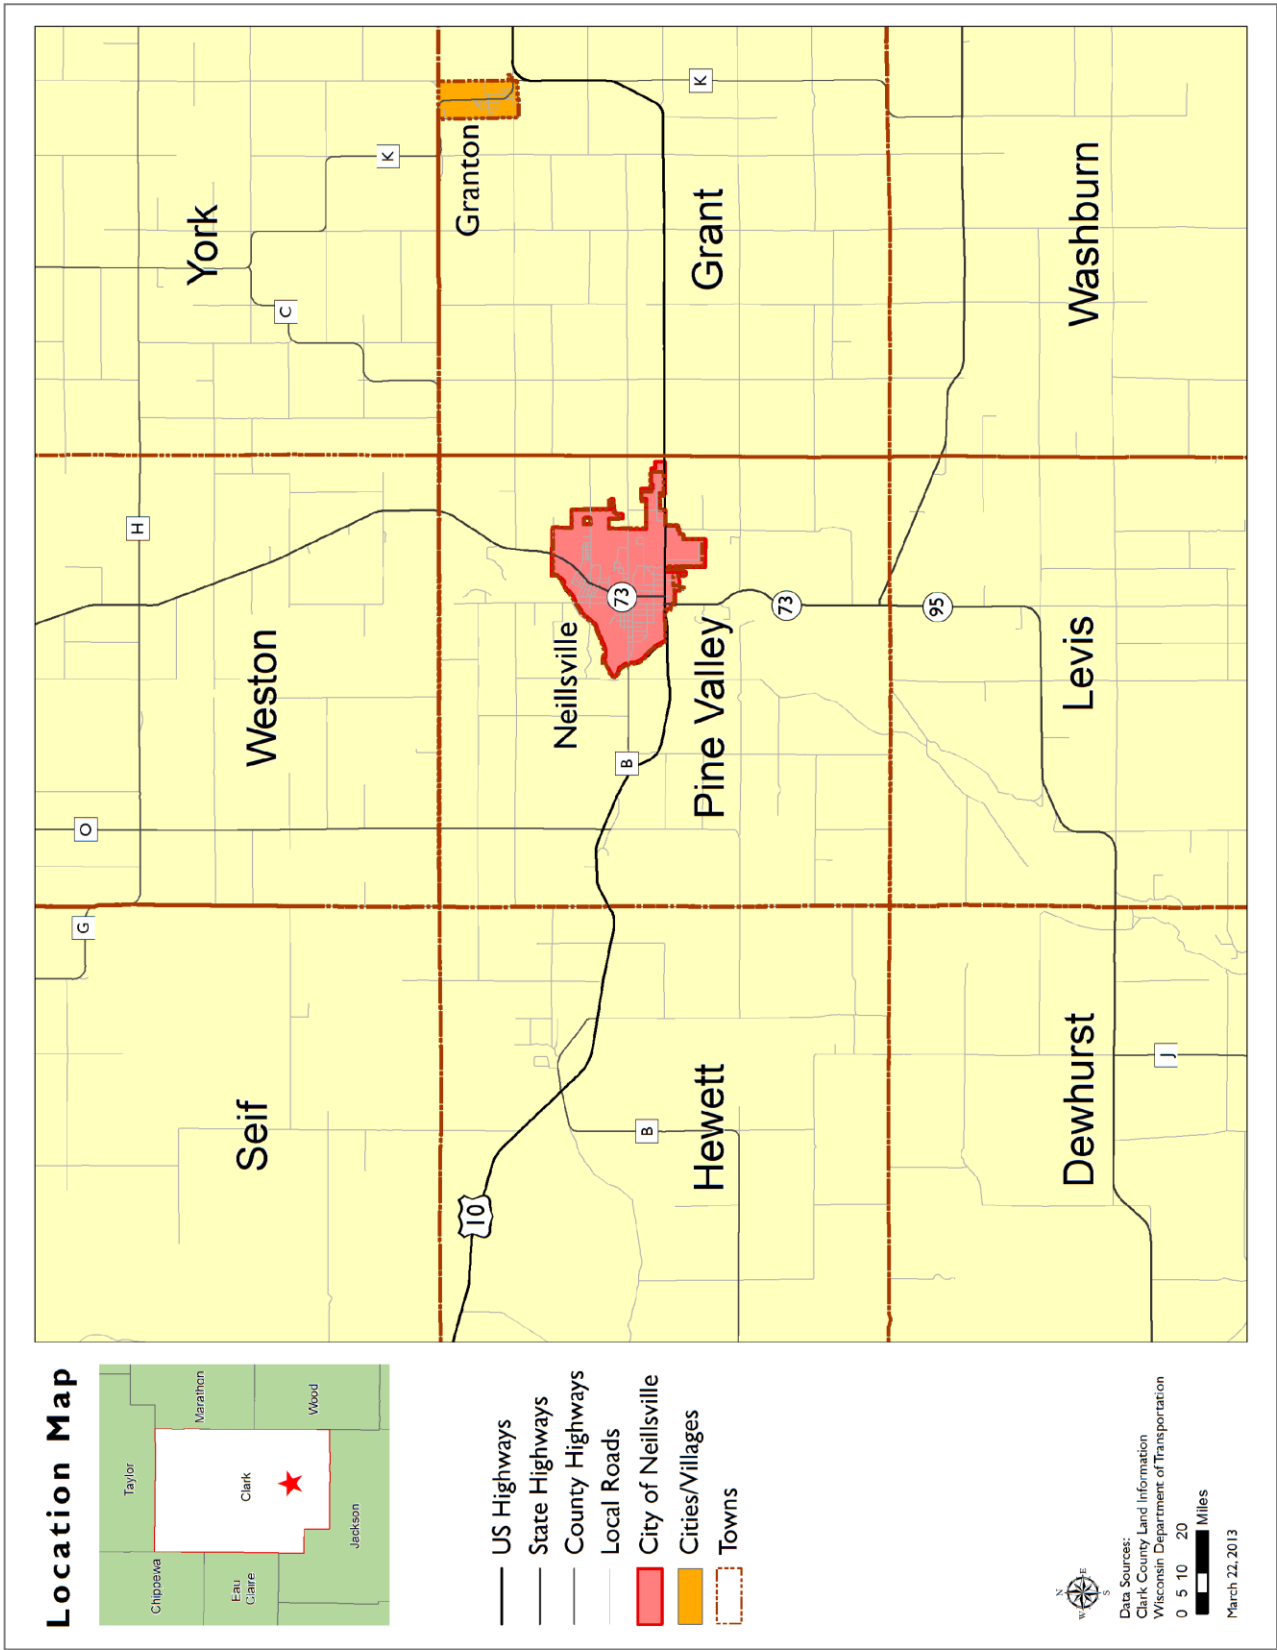 Location Map
Taylor
Chippewa
Marathon
Clark
Eau
Claire
Wood
Jackson
US Highways
State Highways
County Highways
Local Roads
City of Neillsville
Cities/Villages
Towns
N
W
E
S
Data Sources:
Clark County Land Information
Wisconsin Department of Transportation
0 5 10 20
Miles
March 22, 2013
G
O
H
York
C
Seif
Weston
K
Granton
10
Neillsville
73
B
B
K
Hewett
Pine Valley
Grant
73
95
Dewhurst
Levis
Washburn
J